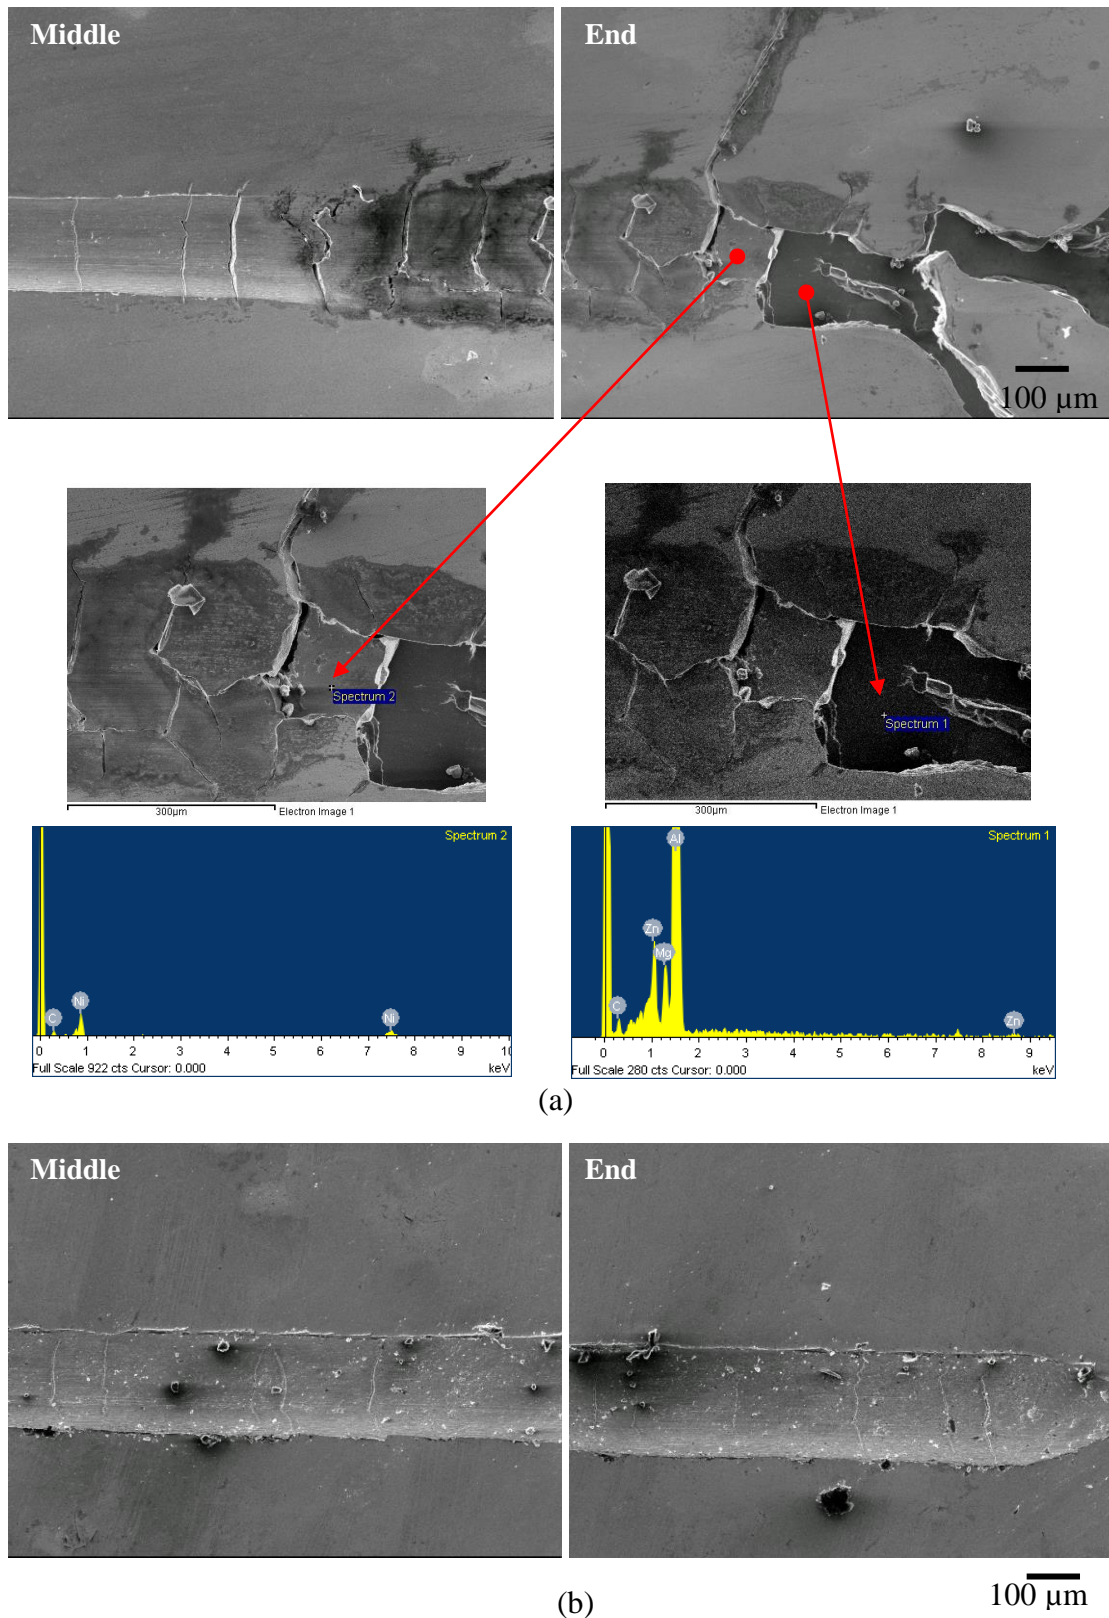 Middle
End
100 µm
Spectrum 2
Spectrum 1
300µm
Electron Image 1
300µm
Electron Image 1
Spectrum 2
C
Ni
Ni
0 1 2 3 4 5 6 7 8 9 10
Full Scale 922 cts Cursor: 0.000
keV
Spectrum 1
Al
Zn
Mg
C
Zn
0 1 2 3 4 5 6 7 8 9
Full Scale 280 cts Cursor: 0.000
keV
(a)
Middle
End
100 µm
(b)